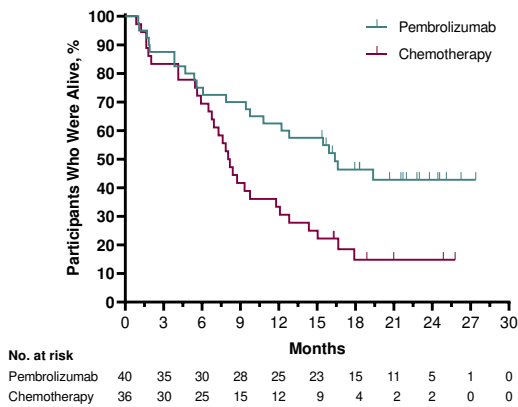 Participants Who Were Alive, %
100
90
80
70
60
50
40
30
20
10
0
Pembrolizumab
Chemotherapy
0 3 6 9 12 15 18 21 24 27 30
Months
No. at risk
Pembrolizumab 40 35 30 28 25 23 15 11 5 1 0
Chemotherapy 36 30 25 15 12 9 4 2 2 0 0